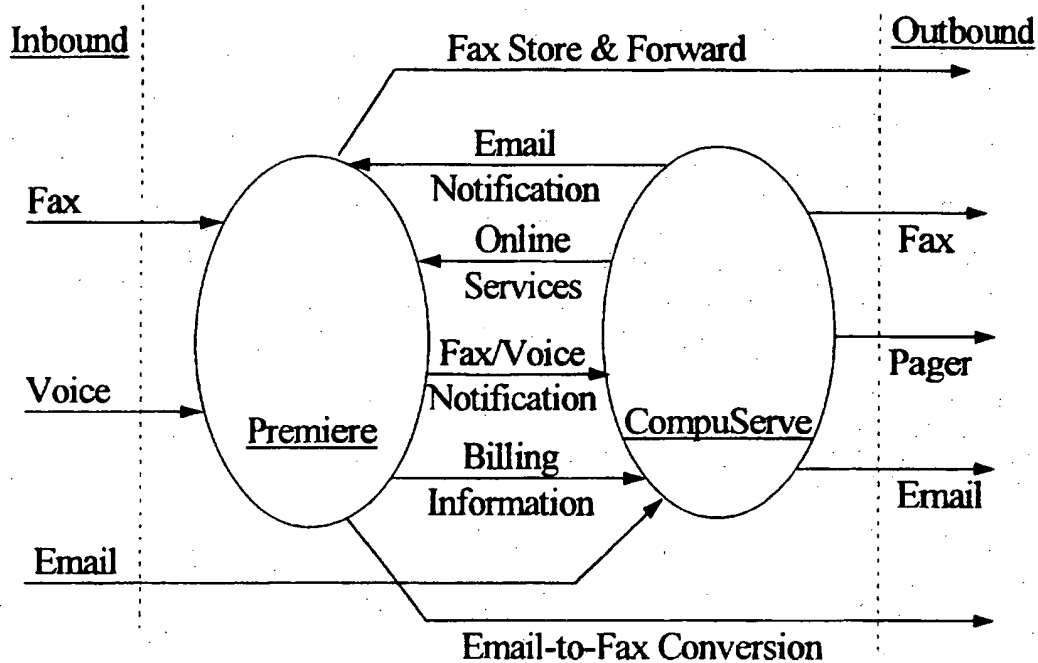 Inbound
Outbound
Fax Store & Forward
Email
Notification
Fax
Fax
Online
Services
Pager
Fax/Voice
Notification
Voice
Premiere
CompuServe
Billing
Information
Email
Email
Email-to-Fax Conversion